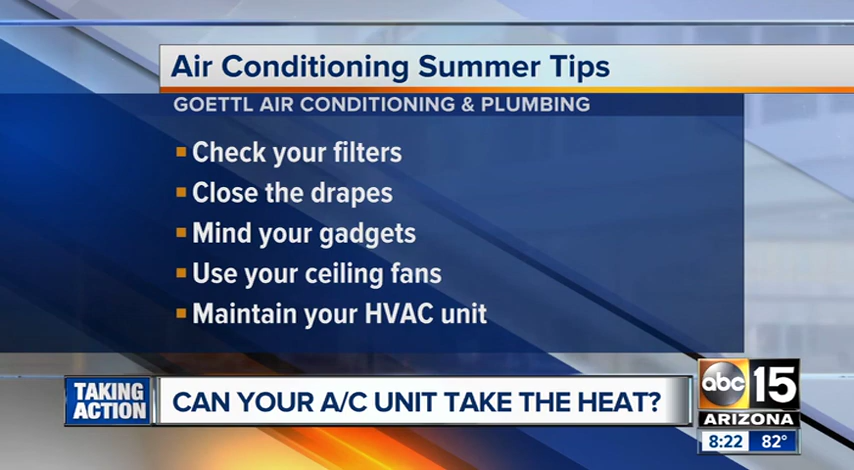 Air Conditioning Summer Tips
GOETTL AIR CONDITIONING & PLUMBING
Check your filters
Close the drapes
Mind your gadgets
Use your ceiling fans
Maintain your HVAC unit
TAKING
ACTION
CAN YOUR A/C UNIT TAKE THE HEAT?
abc 15
ARIZONA
8:22 82°